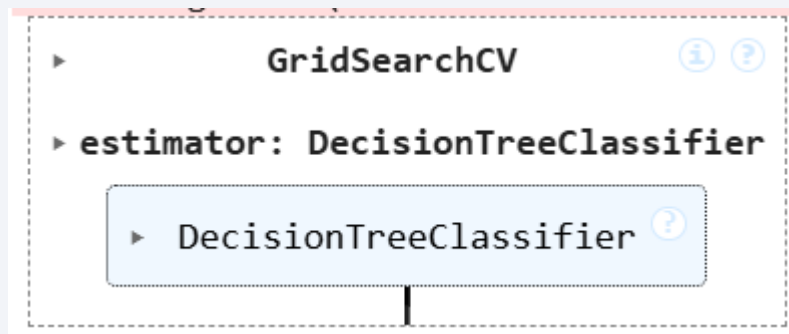 GridSearchCV i ?
estimator: DecisionTreeClassifier
DecisionTreeClassifier ?